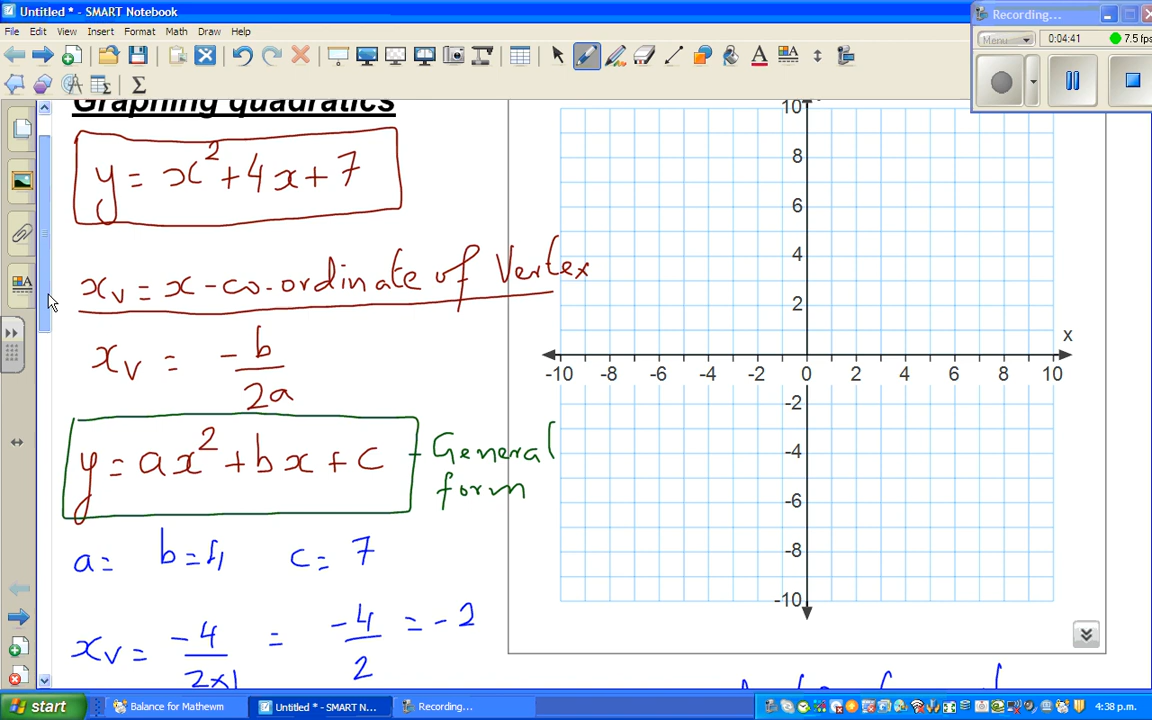 Untitled * - SMART Notebook
Recording...
File Edit View Insert Format Math Draw Help
Menu
0:04:41
7.5 fps
Graphing quadratics
y = x² + 4x + 7
xv = x-co-ordinate of Vertex
xv = -b/2a
y = ax² + bx + c
General form
a= b=4 c= 7
xv = -4/2×1 = -4/2 = -2
10
8
6
4
2
x
-10 -8 -6 -4 -2 0 2 4 6 8 10
-2
-4
-6
-8
-10
start
Balance for Mathewm
Untitled * - SMART N...
Recording...
4:38 p.m.